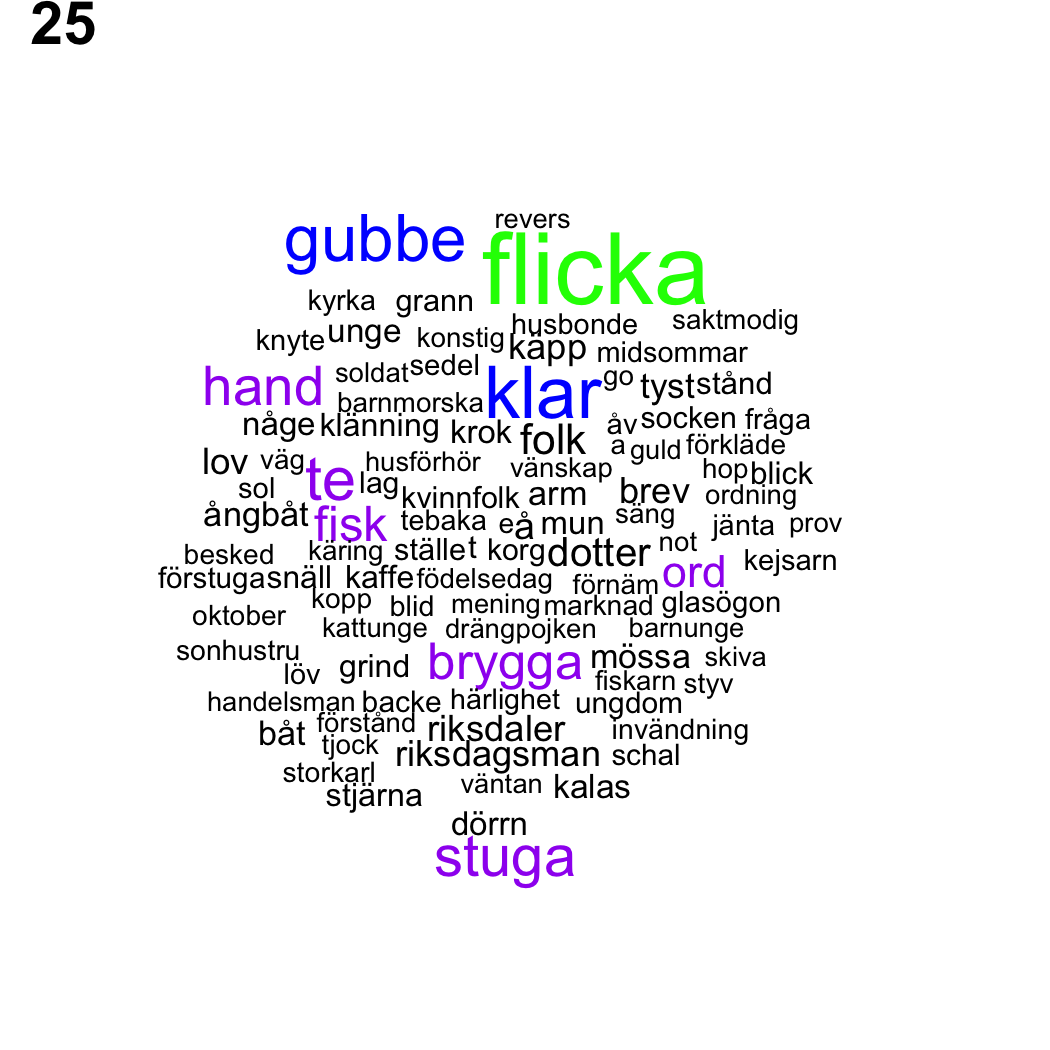 25
revers
gubbe flicka
kyrka grann
knyte unge konstig husbonde saktmodig
käpp midsommar
hand soldat sedel klar go tyst stånd
barnmorska
någe klänning krok folk åv socken fråga
a guld förkläde
lov väg te husförhör vänskap hop blick
sol lag kvinnfolk arm brev ordning
ångbåt fisk tebaka eå mun säng jänta prov
å
besked käring stället korg dotter not kejsarn
förstuga snäll kaffe födelsedag förnäm ord
oktober kopp blid mening marknad glasögon
kattunge drängpojken barnunge
sonhustru löv grind brygga mössa skiva
fiskarn styv
handelsman backe härlighet ungdom
båt förstånd riksdaler invändning
tjock riksdagsman schal
storkarl väntan kalas
stjärna
dörrn
stuga